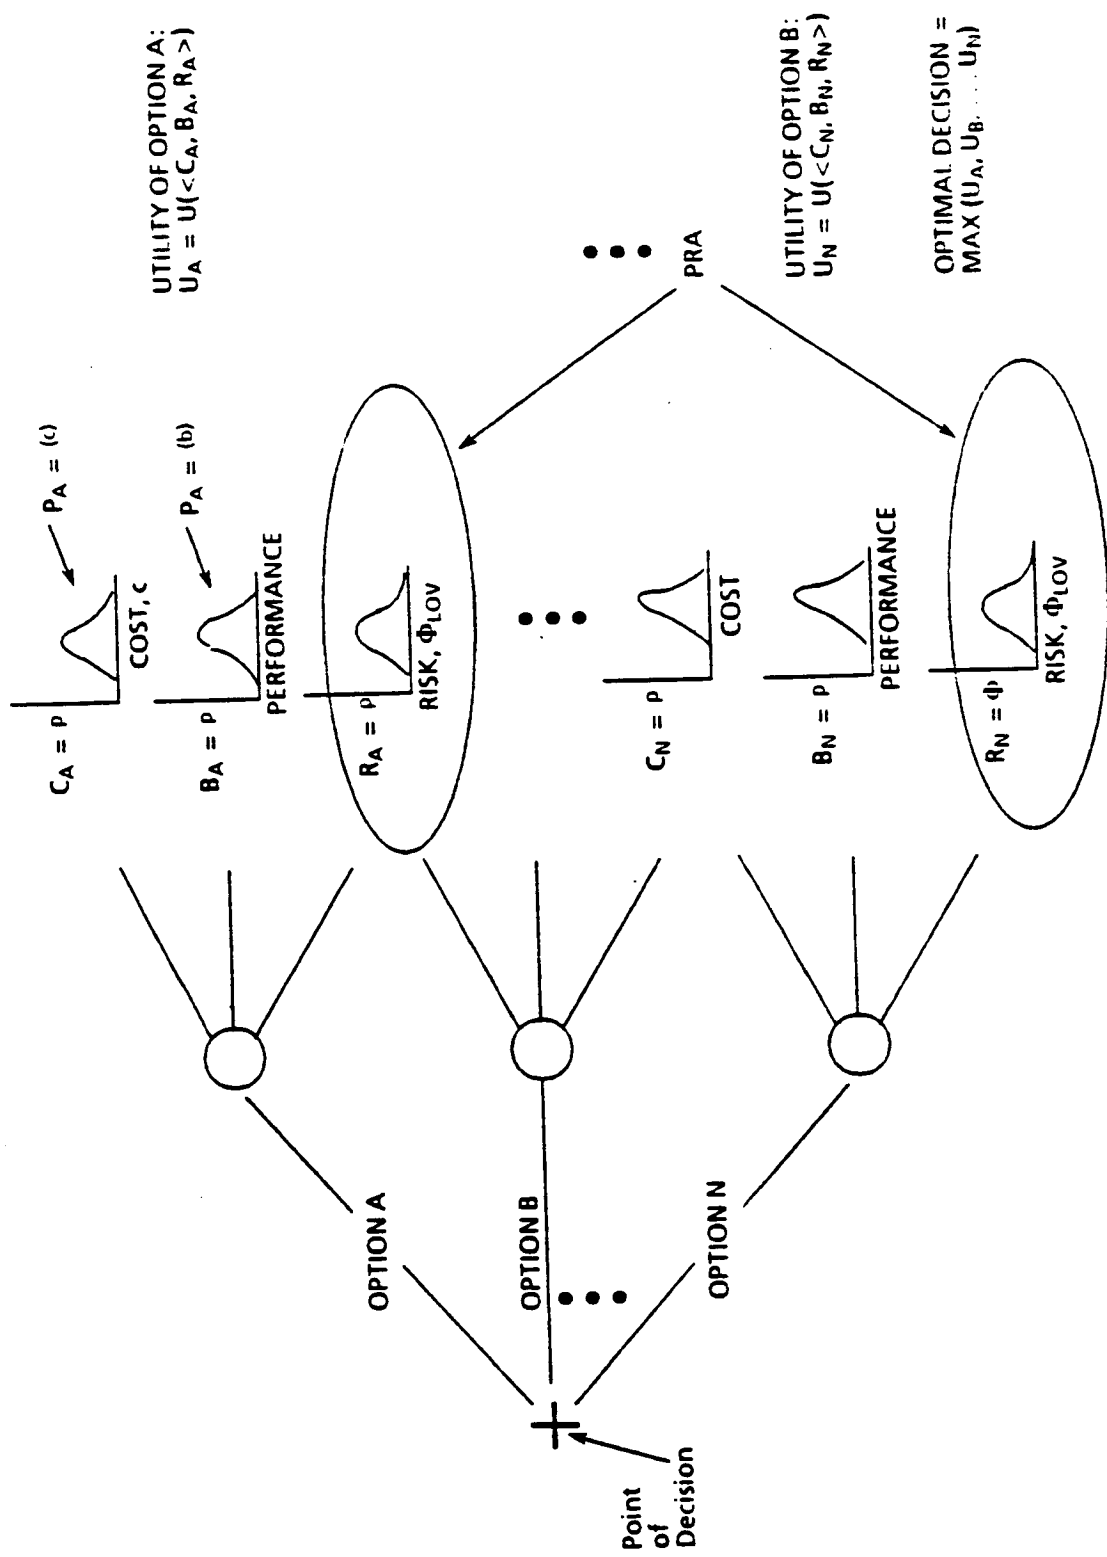 Point
of
Decision
OPTION A
OPTION B
OPTION N
C_A = P
COST, c
P_A = (c)
B_A = P
PERFORMANCE
P_A = (b)
R_A = P
RISK, Φ_LOV
C_N = P
COST
B_N = P
PERFORMANCE
R_N = Φ
RISK, Φ_LOV
PRA
UTILITY OF OPTION A:
U_A = U(<C_A, B_A, R_A>)
UTILITY OF OPTION B:
U_N = U(<C_N, B_N, R_N>)
OPTIMAL DECISION =
MAX (U_A, U_B, ... U_N)